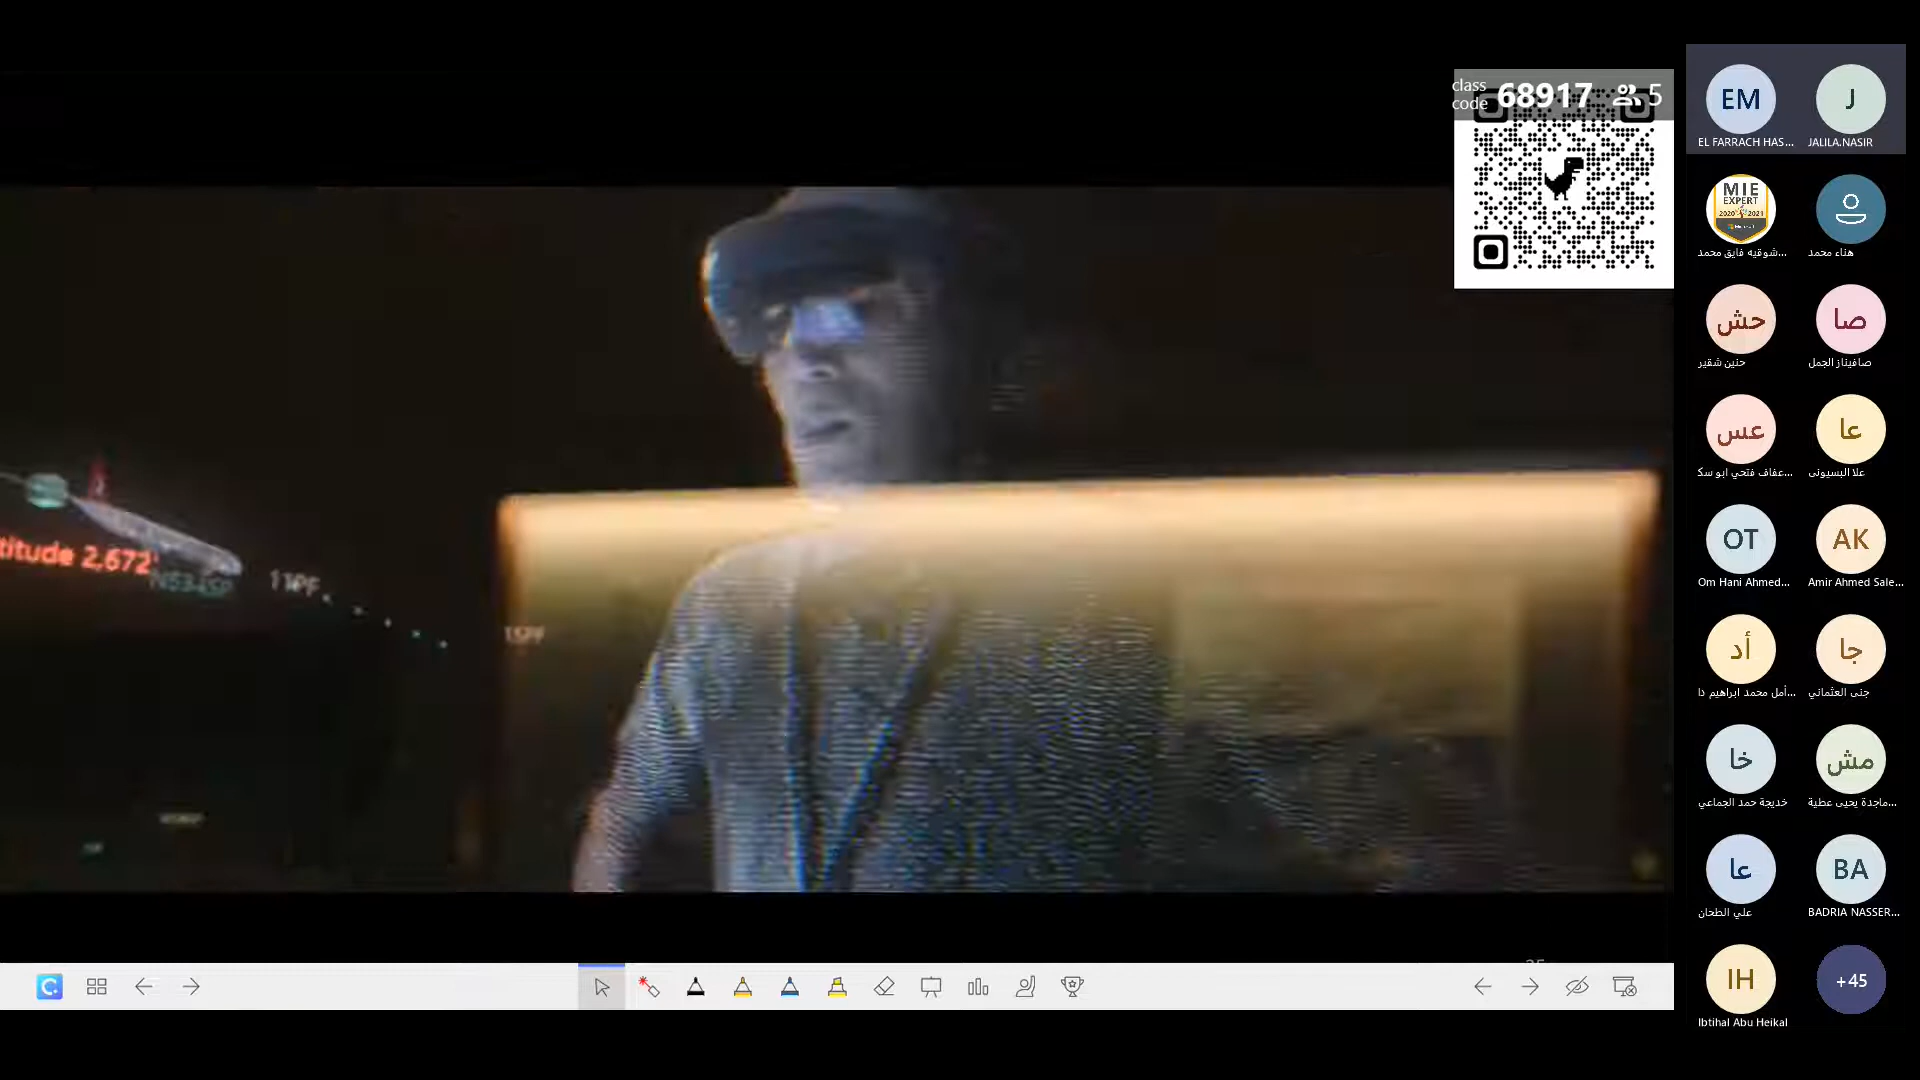 class code 68917 5
EM J
EL FARRACH HAS... JALILA.NASIR
MIE
EXPERT
2020 2021
Microsoft
شوقيه فايق محمد... هناء محمد
حش صا
حنين شقير صافيناز الجمل
عس عا
عفاف فتحي ابو سك... علا البسيونى
titude 2,672'
11PF
15PF
OT AK
Om Hani Ahmed... Amir Ahmed Sale...
أد جا
أمل محمد ابراهيم دا... جنى العثماني
خا مش
خديجة حمد الجماعي ماجدة يحيى عطية...
عا BA
علي الطحان BADRIA NASSER...
IH +45
Ibtihal Abu Heikal